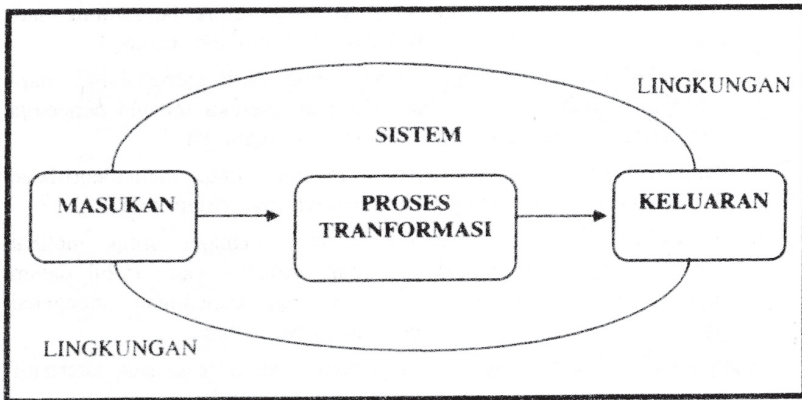 LINGKUNGAN
SISTEM
MASUKAN
PROSES
TRANFORMASI
KELUARAN
LINGKUNGAN